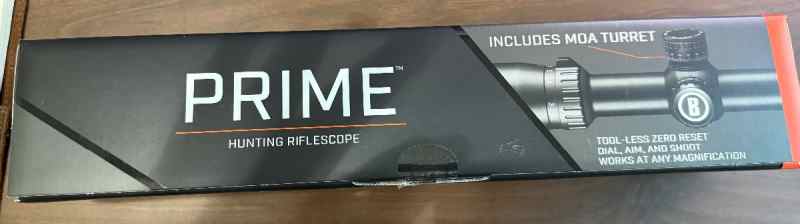 PRIME™
HUNTING RIFLESCOPE
INCLUDES MOA TURRET
B
TOOL-LESS ZERO RESET
DIAL, AIM, AND SHOOT
WORKS AT ANY MAGNIFICATION